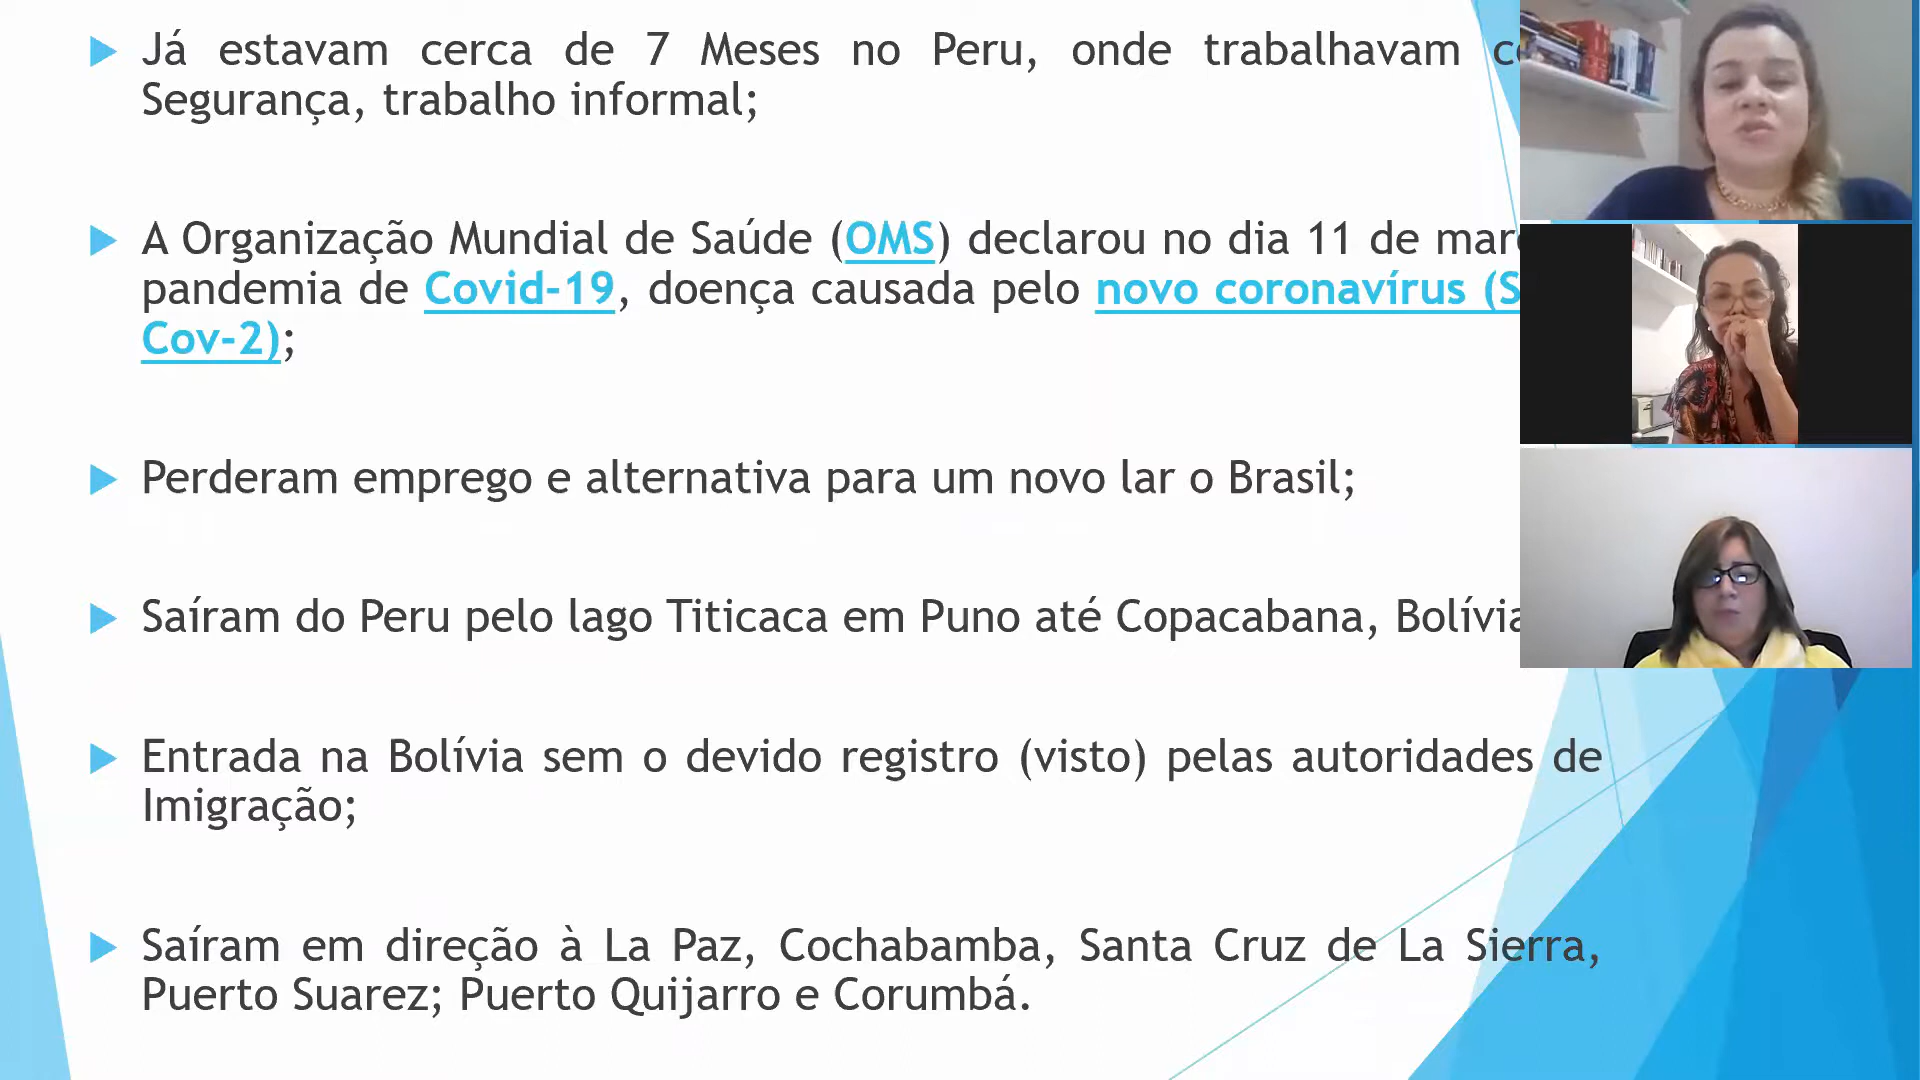 Já estavam cerca de 7 Meses no Peru, onde trabalhavam
Segurança, trabalho informal;
A Organização Mundial de Saúde (OMS) declarou no dia 11 de
pandemia de Covid-19, doença causada pelo novo coronavírus
Cov-2);
Perderam emprego e alternativa para um novo lar o Brasil;
Saíram do Peru pelo lago Titicaca em Puno até Copacabana, Bolívia
Entrada na Bolívia sem o devido registro (visto) pelas autoridades de
Imigração;
Saíram em direção à La Paz, Cochabamba, Santa Cruz de La Sierra,
Puerto Suarez; Puerto Quijarro e Corumbá.